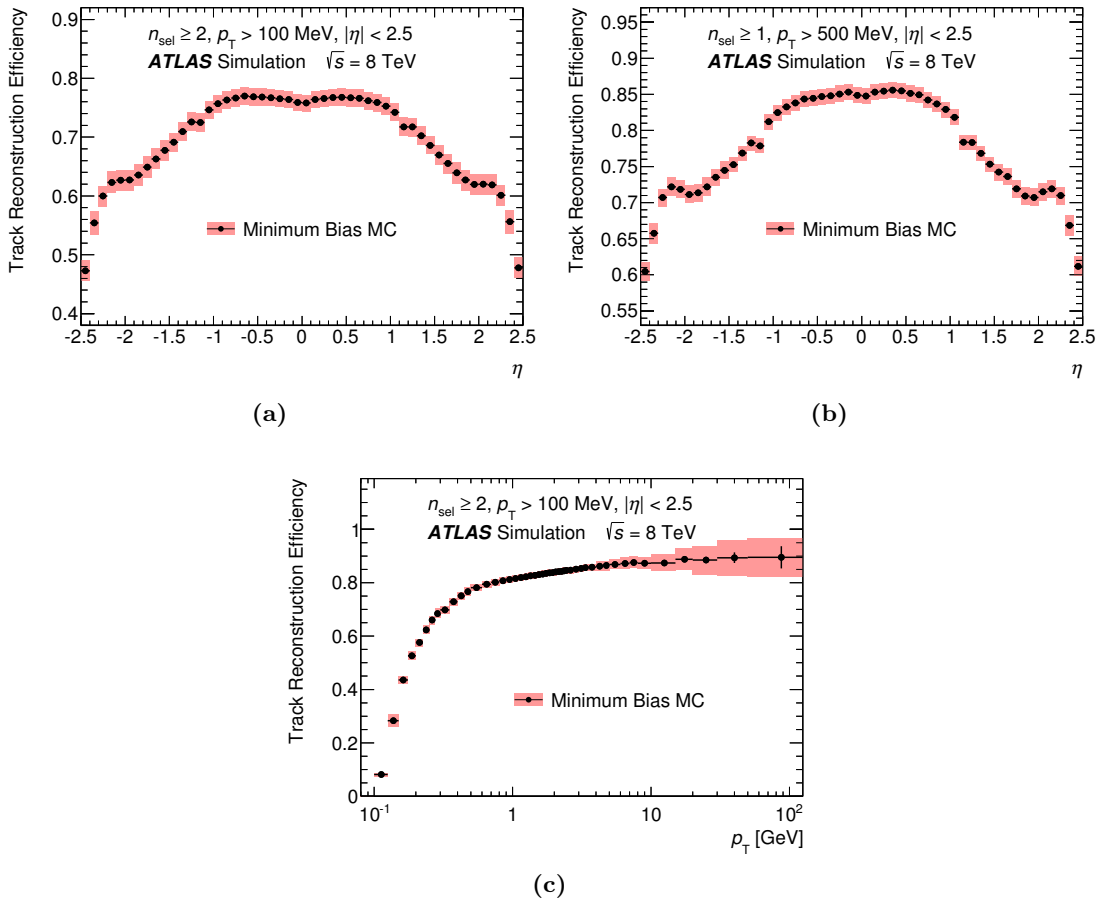 n_sel ≥ 2, p_T > 100 MeV, |η| < 2.5
ATLAS Simulation √s = 8 TeV
Track Reconstruction Efficiency
0.9
0.8
0.7
0.6
0.5
0.4
Minimum Bias MC
-2.5 -2 -1.5 -1 -0.5 0 0.5 1 1.5 2 2.5
η
(a)
n_sel ≥ 1, p_T > 500 MeV, |η| < 2.5
ATLAS Simulation √s = 8 TeV
Track Reconstruction Efficiency
0.95
0.9
0.85
0.8
0.75
0.7
0.65
0.6
0.55
Minimum Bias MC
-2.5 -2 -1.5 -1 -0.5 0 0.5 1 1.5 2 2.5
η
(b)
n_sel ≥ 2, p_T > 100 MeV, |η| < 2.5
ATLAS Simulation √s = 8 TeV
Track Reconstruction Efficiency
1
0.8
0.6
0.4
0.2
0
Minimum Bias MC
10⁻¹ 1 10 10²
p_T [GeV]
(c)